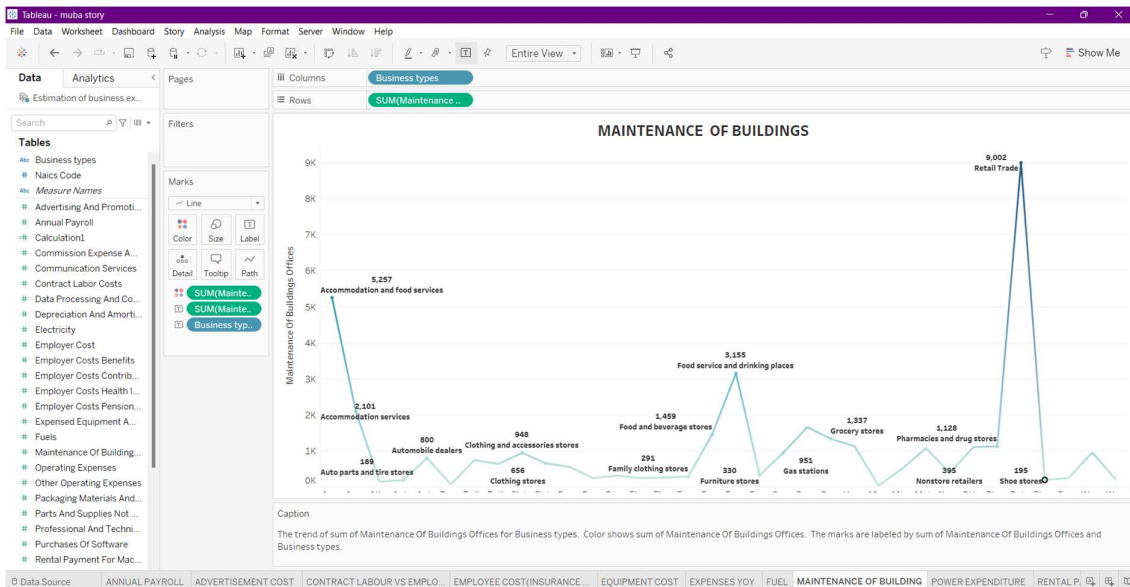 Tableau - muba story
File Data Worksheet Dashboard Story Analysis Map Format Server Window Help
Entire View
Show Me
Data Analytics
Estimation of business ex...
Search
Tables
Abc Business types
# Naics Code
Abc Measure Names
# Advertising And Promoti...
# Annual Payroll
=# Calculation1
# Commission Expense A...
# Communication Services
# Contract Labor Costs
# Data Processing And Co...
# Depreciation And Amorti...
# Electricity
# Employer Cost
# Employer Costs Benefits
# Employer Costs Contrib...
# Employer Costs Health I...
# Employer Costs Pension...
# Expensed Equipment A...
# Fuels
# Maintenance Of Building...
# Operating Expenses
# Other Operating Expenses
# Packaging Materials And...
# Parts And Supplies Not ...
# Professional And Techni...
# Purchases Of Software
# Rental Payment For Mac...
Pages
Filters
Marks
Line
Color Size Label
Detail Tooltip Path
SUM(Mainte..
SUM(Mainte..
Business typ..
Columns
Business types
Rows
SUM(Maintenance ..
MAINTENANCE OF BUILDINGS
Maintenance Of Buildings Offices
9K
8K
7K
6K
5K
4K
3K
2K
1K
0K
5,257
Accommodation and food services
2,101
Accommodation services
189
Auto parts and tire stores
800
Automobile dealers
948
Clothing and accessories stores
656
Clothing stores
291
Family clothing stores
1,459
Food and beverage stores
3,155
Food service and drinking places
330
Furniture stores
951
Gas stations
1,337
Grocery stores
1,128
Pharmacies and drug stores
395
Nonstore retailers
9,002
Retail Trade
195
Shoe stores
Caption
The trend of sum of Maintenance Of Buildings Offices for Business types. Color shows sum of Maintenance Of Buildings Offices. The marks are labeled by sum of Maintenance Of Buildings Offices and
Business types.
Data Source ANNUAL PAYROLL ADVERTISEMENT COST CONTRACT LABOUR VS EMPLO... EMPLOYEE COST(INSURANCE ... EQUIPMENT COST EXPENSES YOY FUEL MAINTENANCE OF BUILDING POWER EXPENDITURE RENTAL P.